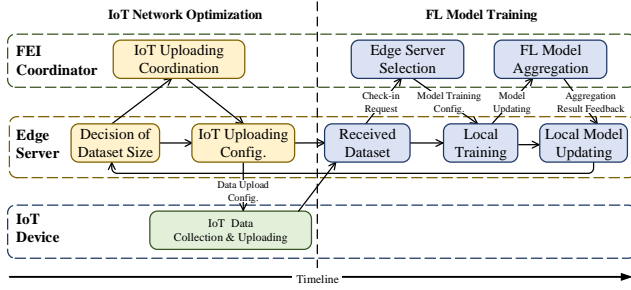 IoT Network Optimization
FL Model Training
FEI
Coordinator
IoT Uploading
Coordination
Edge Server
Selection
FL Model
Aggregation
Check-in
Request
Model Training
Config.
Model
Updating
Aggregation
Result Feedback
Edge
Server
Decision of
Dataset Size
IoT Uploading
Config.
Received
Dataset
Local
Training
Local Model
Updating
Data Upload
Config.
IoT
Device
IoT Data
Collection & Uploading
Timeline